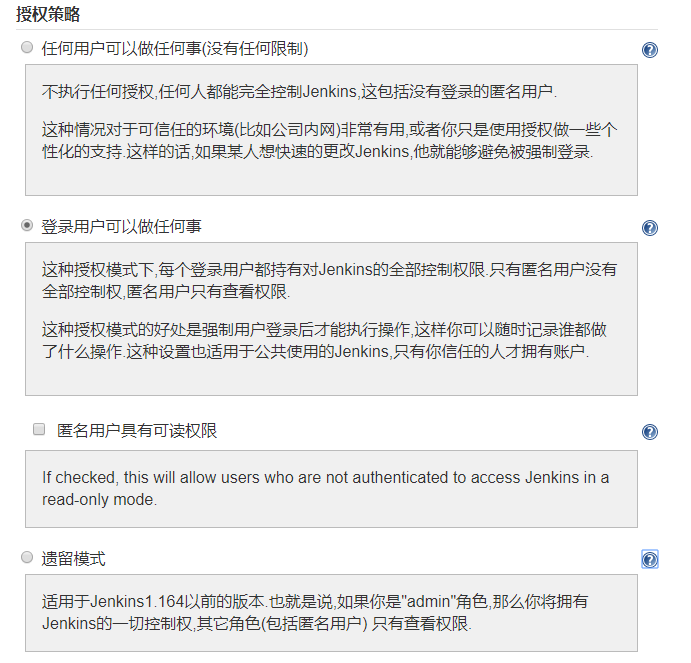 授权策略
任何用户可以做任何事(没有任何限制)
不执行任何授权,任何人都能完全控制Jenkins,这包括没有登录的匿名用户.
这种情况对于可信任的环境(比如公司内网)非常有用,或者你只是使用授权做一些个
性化的支持.这样的话,如果某人想快速的更改Jenkins,他就能够避免被强制登录.
登录用户可以做任何事
这种授权模式下,每个登录用户都持有对Jenkins的全部控制权限.只有匿名用户没有
全部控制权,匿名用户只有查看权限.
这种授权模式的好处是强制用户登录后才能执行操作,这样你可以随时记录谁都做
了什么操作.这种设置也适用于公共使用的Jenkins,只有你信任的人才拥有账户.
匿名用户具有可读权限
If checked, this will allow users who are not authenticated to access Jenkins in a
read-only mode.
遗留模式
适用于Jenkins1.164以前的版本.也就是说,如果你是"admin"角色,那么你将拥有
Jenkins的一切控制权,其它角色(包括匿名用户) 只有查看权限.